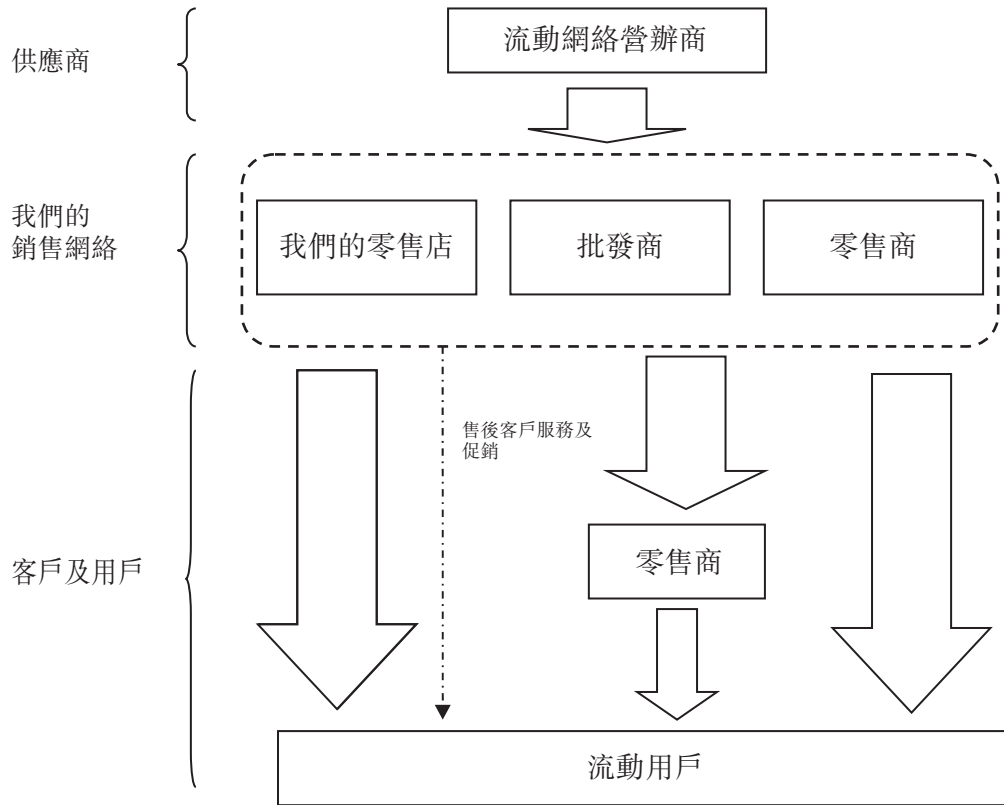 供應商
流動網絡營辦商
我們的
銷售網絡
我們的零售店
批發商
零售商
售後客戶服務及
促銷
客戶及用戶
零售商
流動用戶